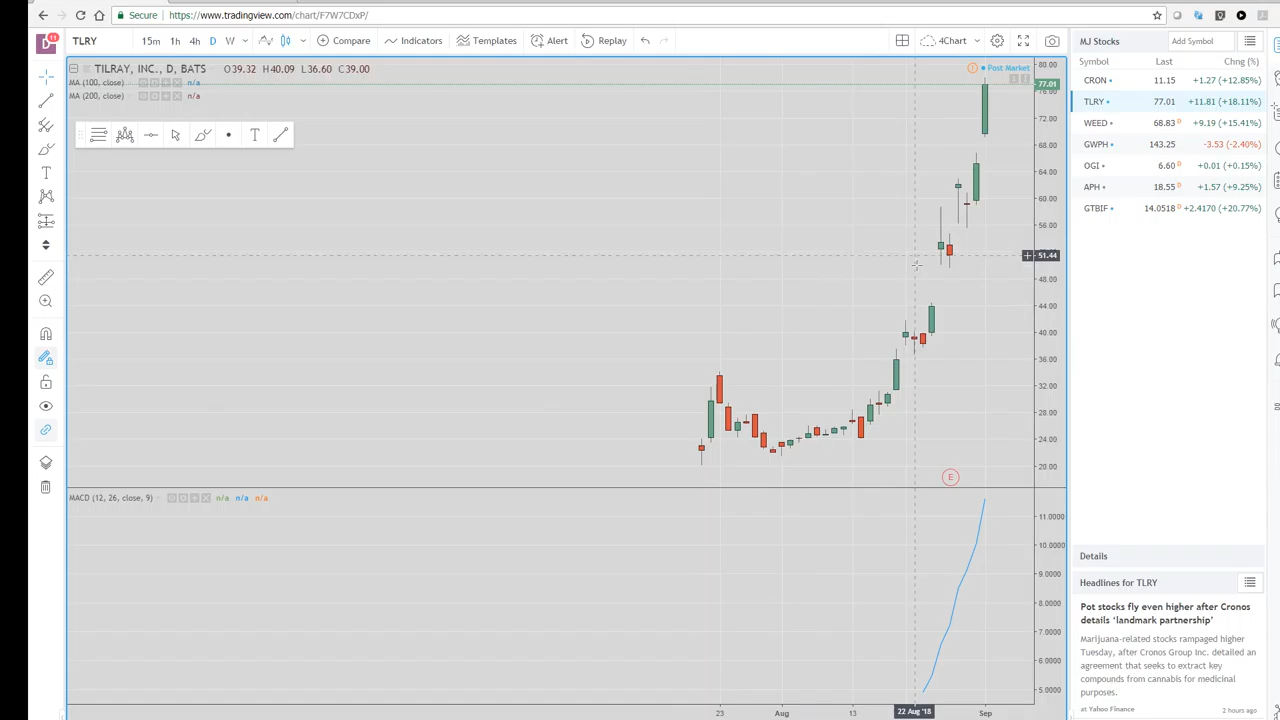 Secure https://www.tradingview.com/chart/F7W7CDxP/
11
TLRY 15m 1h 4h D W Compare Indicators Templates Alert Replay 4Chart
MJ Stocks Add Symbol
Symbol Last Chng (%)
CRON 11.15 +1.27 (+12.85%)
TLRY 77.01 +11.81 (+18.11%)
WEED 68.83 D +9.19 (+15.41%)
GWPH 143.25 -3.53 (-2.40%)
OGI 6.60 D +0.01 (+0.15%)
APH 18.55 D +1.57 (+9.25%)
GTBIF 14.0518 D +2.4170 (+20.77%)
TILRAY, INC., D, BATS O39.32 H40.09 L36.60 C39.00
Post Market
MA (100, close) n/a
MA (200, close) n/a
T
T
80.00
77.01
76.00
72.00
68.00
64.00
60.00
56.00
51.44
48.00
44.00
40.00
36.00
32.00
28.00
24.00
20.00
E
MACD (12, 26, close, 9) n/a n/a n/a
11.0000
10.0000
9.0000
8.0000
7.0000
6.0000
5.0000
23 Aug 13 22 Aug '18 Sep
Details
Headlines for TLRY
Pot stocks fly even higher after Cronos
details ‘landmark partnership’
Marijuana-related stocks rampaged higher
Tuesday, after Cronos Group Inc. detailed an
agreement that seeks to extract key
compounds from cannabis for medicinal
purposes.
at Yahoo Finance 2 hours ago